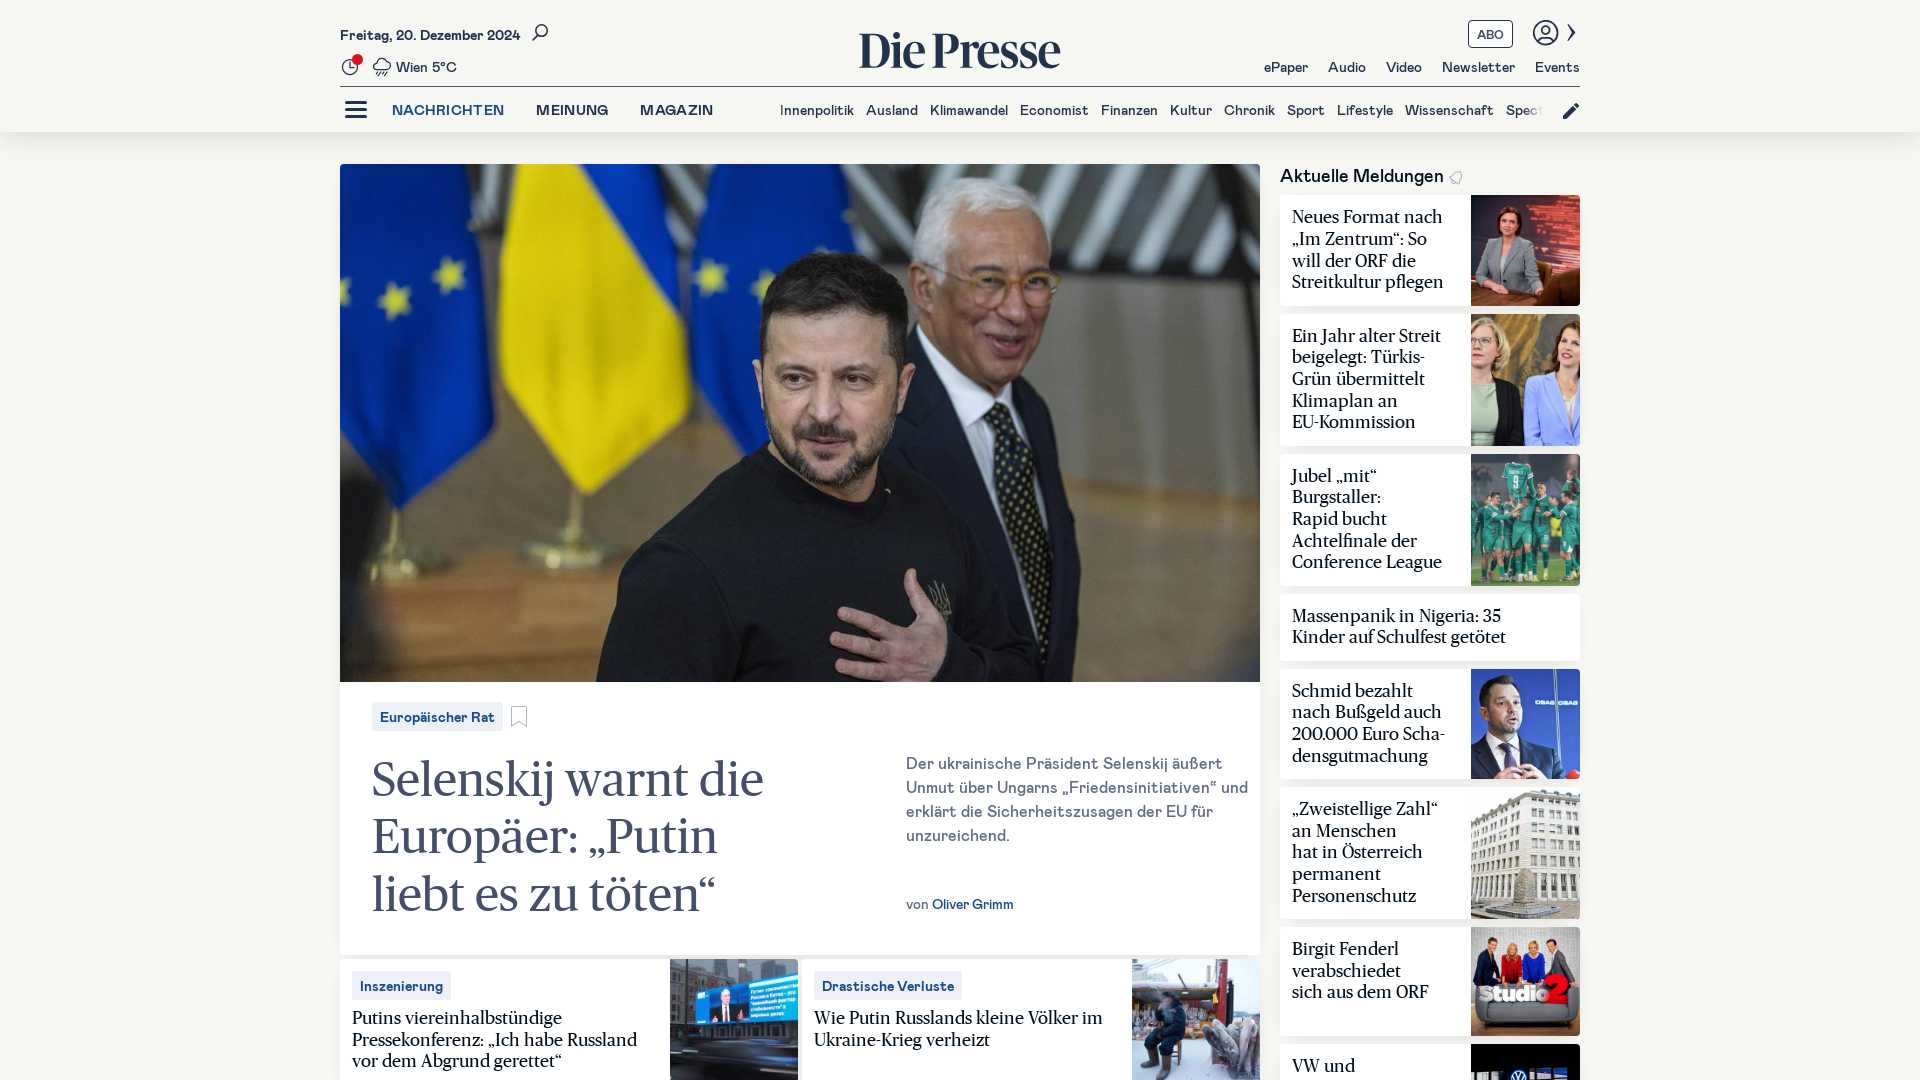 Freitag, 20. Dezember 2024
Wien 5°C
Die Presse
ABO
ePaper Audio Video Newsletter Events
NACHRICHTEN MEINUNG MAGAZIN
Innenpolitik Ausland Klimawandel Economist Finanzen Kultur Chronik Sport Lifestyle Wissenschaft
Europäischer Rat
Selenskij warnt die
Europäer: „Putin
liebt es zu töten“
Der ukrainische Präsident Selenskij äußert
Unmut über Ungarns „Friedensinitiativen“ und
erklärt die Sicherheitszusagen der EU für
unzureichend.
von Oliver Grimm
Inszenierung
Putins viereinhalbstündige
Pressekonferenz: „Ich habe Russland
vor dem Abgrund gerettet“
Drastische Verluste
Wie Putin Russlands kleine Völker im
Ukraine-Krieg verheizt
Aktuelle Meldungen
Neues Format nach
„Im Zentrum“: So
will der ORF die
Streitkultur pflegen
Ein Jahr alter Streit
beigelegt: Türkis-
Grün übermittelt
Klimaplan an
EU-Kommission
Jubel „mit“
Burgstaller:
Rapid bucht
Achtelfinale der
Conference League
9
Massenpanik in Nigeria: 35
Kinder auf Schulfest getötet
Schmid bezahlt
nach Bußgeld auch
200.000 Euro Scha-
densgutmachung
„Zweistellige Zahl“
an Menschen
hat in Österreich
permanent
Personenschutz
Birgit Fenderl
verabschiedet
sich aus dem ORF
Studio2
VW und